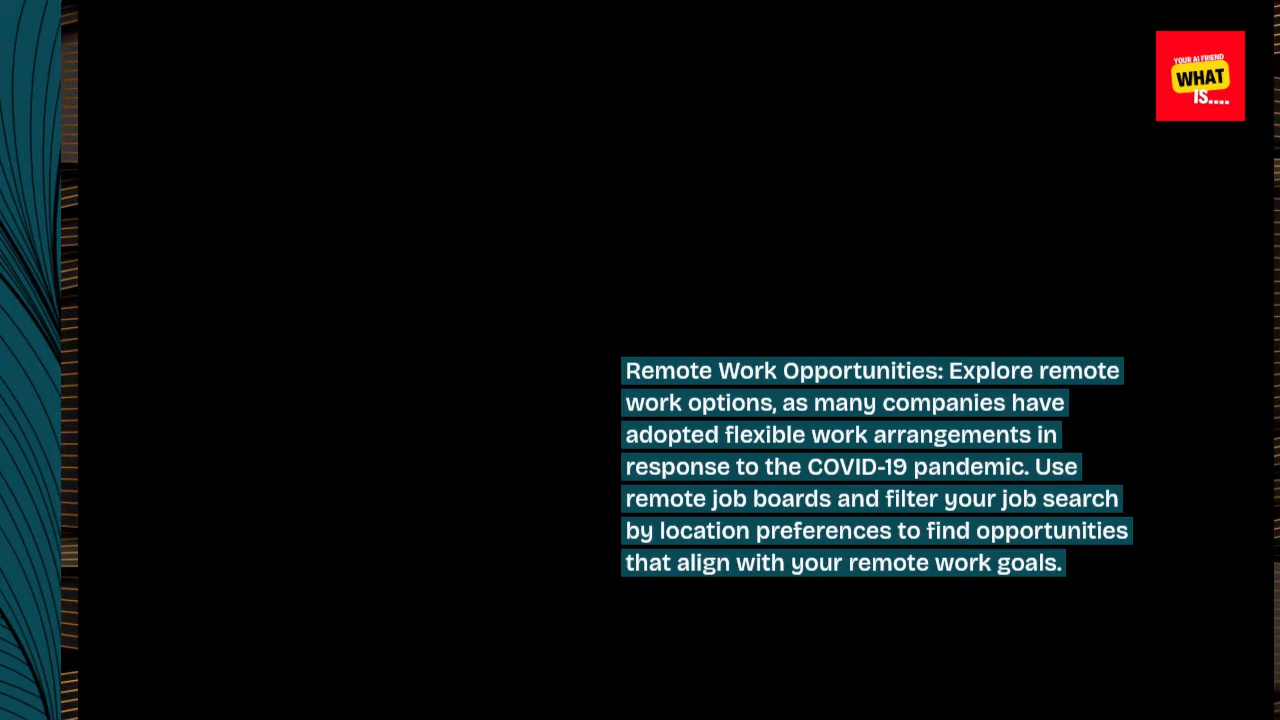 YOUR AI FRIEND
WHAT
IS....
Remote Work Opportunities: Explore remote
work options, as many companies have
adopted flexible work arrangements in
response to the COVID-19 pandemic. Use
remote job boards and filter your job search
by location preferences to find opportunities
that align with your remote work goals.